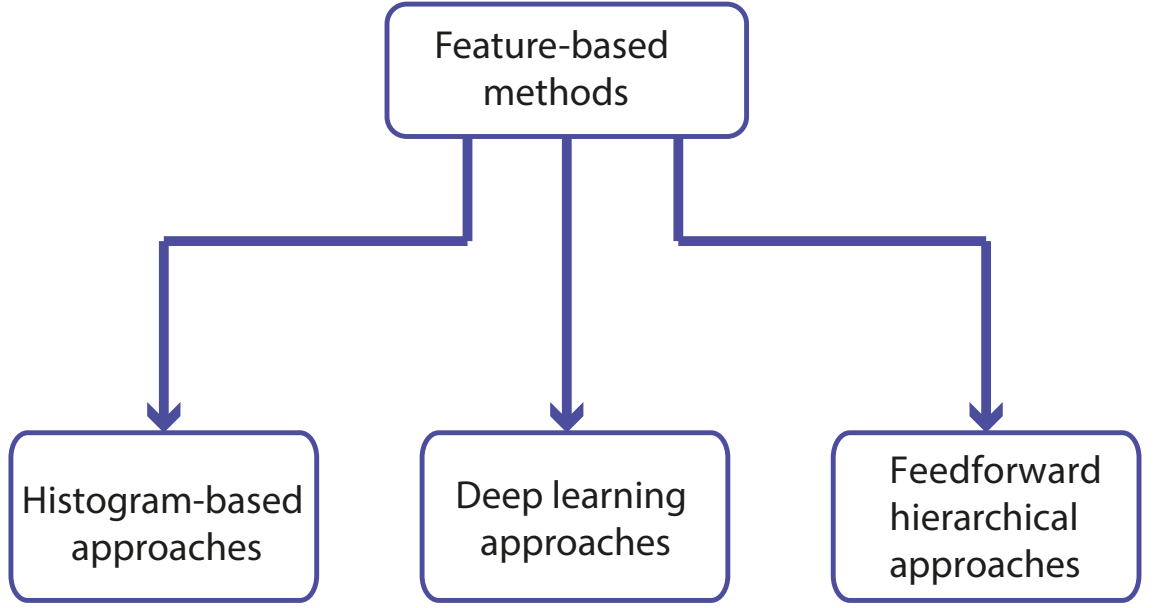 Feature-based
methods
Histogram-based
approaches
Deep learning
approaches
Feedforward
hierarchical
approaches